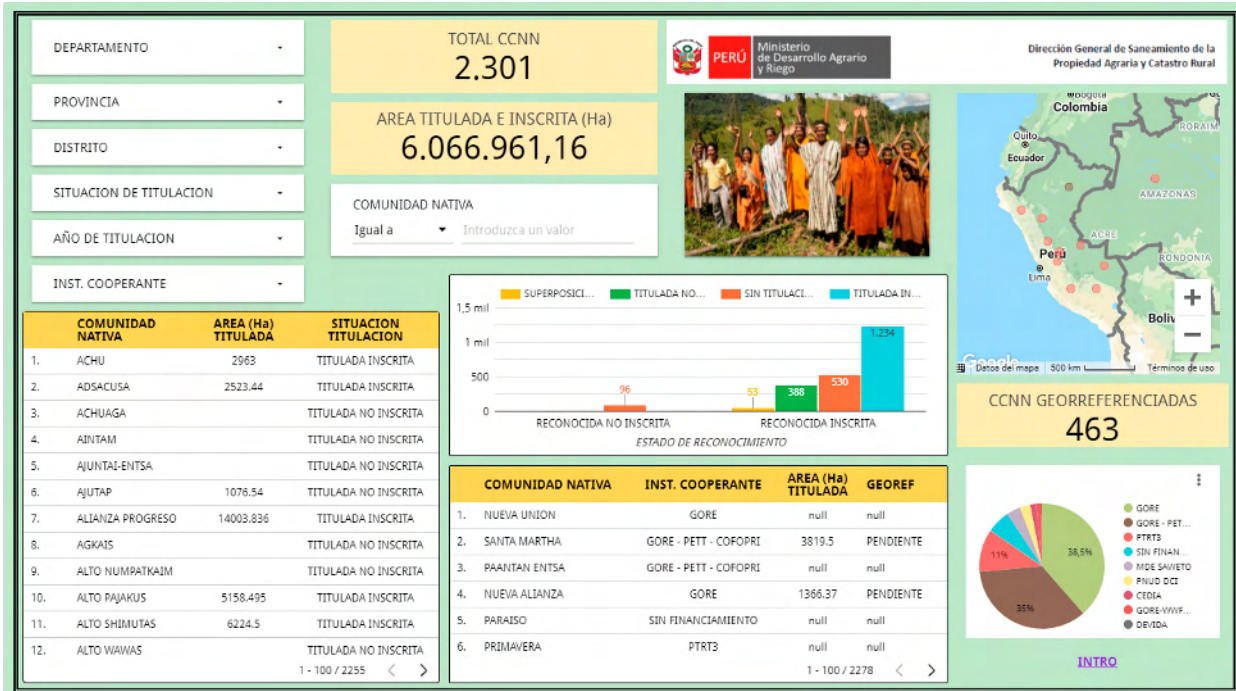 DEPARTAMENTO
PROVINCIA
DISTRITO
SITUACION DE TITULACION
AÑO DE TITULACION
INST. COOPERANTE
TOTAL CCNN
2.301
AREA TITULADA E INSCRITA (Ha)
6.066.961,16
COMUNIDAD NATIVA
Igual a Introduzca un valor
PERÚ
Ministerio
de Desarrollo Agrario
y Riego
Dirección General de Saneamiento de la
Propiedad Agraria y Catastro Rural
Bogotá
Colombia
RORAIM
Quito
Ecuador
AMAZONAS
ACRE
Perú
RONDONIA
Lima
Boliv
+
−
Google
Datos del mapa 500 km Términos de uso
CCNN GEORREFERENCIADAS
463
COMUNIDAD NATIVA AREA (Ha) TITULADA SITUACION TITULACION
1. ACHU 2963 TITULADA INSCRITA
2. ADSACUSA 2523.44 TITULADA INSCRITA
3. ACHUAGA TITULADA NO INSCRITA
4. AINTAM TITULADA NO INSCRITA
5. AJUNTAI-ENTSA TITULADA NO INSCRITA
6. AJUTAP 1076.54 TITULADA NO INSCRITA
7. ALIANZA PROGRESO 14003.836 TITULADA INSCRITA
8. AGKAIS TITULADA NO INSCRITA
9. ALTO NUMPATKAIM TITULADA NO INSCRITA
10. ALTO PAJAKUS 5158.495 TITULADA INSCRITA
11. ALTO SHIMUTAS 6224.5 TITULADA INSCRITA
12. ALTO WAWAS TITULADA NO INSCRITA
1 - 100 / 2255 < >
SUPERPOSICI... TITULADA NO... SIN TITULACI... TITULADA IN...
1,5 mil
1 mil
500
0
96
53
388
530
1.234
RECONOCIDA NO INSCRITA RECONOCIDA INSCRITA
ESTADO DE RECONOCIMIENTO
COMUNIDAD NATIVA INST. COOPERANTE AREA (Ha) TITULADA GEOREF
1. NUEVA UNION GORE null null
2. SANTA MARTHA GORE - PETT - COFOPRI 3819.5 PENDIENTE
3. PAANTAN ENTSA GORE - PETT - COFOPRI null null
4. NUEVA ALIANZA GORE 1366.37 PENDIENTE
5. PARAISO SIN FINANCIAMIENTO null null
6. PRIMAVERA PTRT3 null null
1 - 100 / 2278 < >
38,5%
35%
11%
GORE
GORE - PET...
PTRT3
SIN FINAN...
MDE SAWETO
PNUD DCI
CEDIA
GORE-WWF...
DEVIDA
INTRO